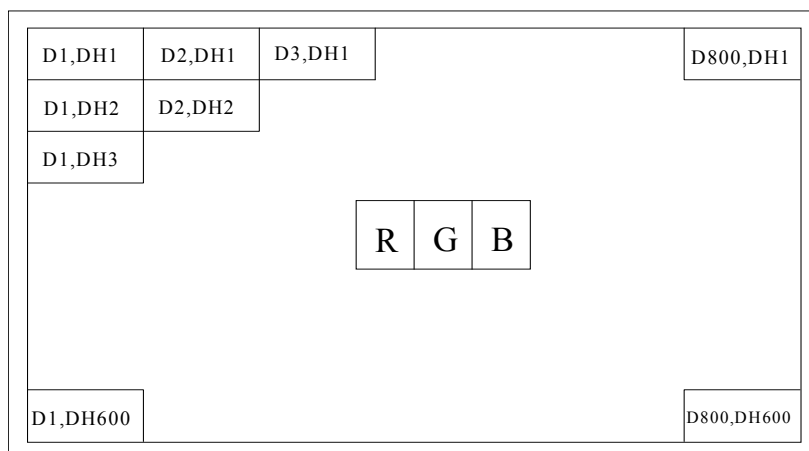 D1,DH1 D2,DH1 D3,DH1 D800,DH1
D1,DH2 D2,DH2
D1,DH3
R G B
D1,DH600 D800,DH600